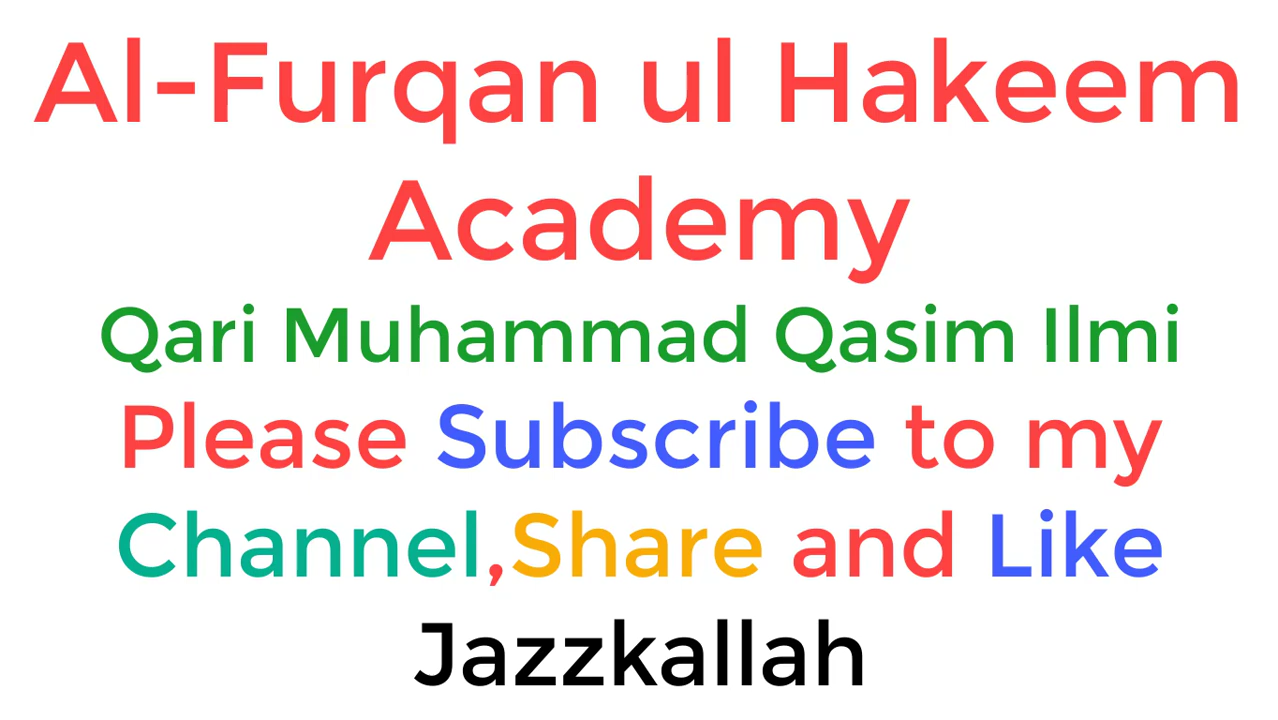 Al-Furqan ul Hakeem
Academy
Qari Muhammad Qasim Ilmi
Please Subscribe to my
Channel,Share and Like
Jazzkallah